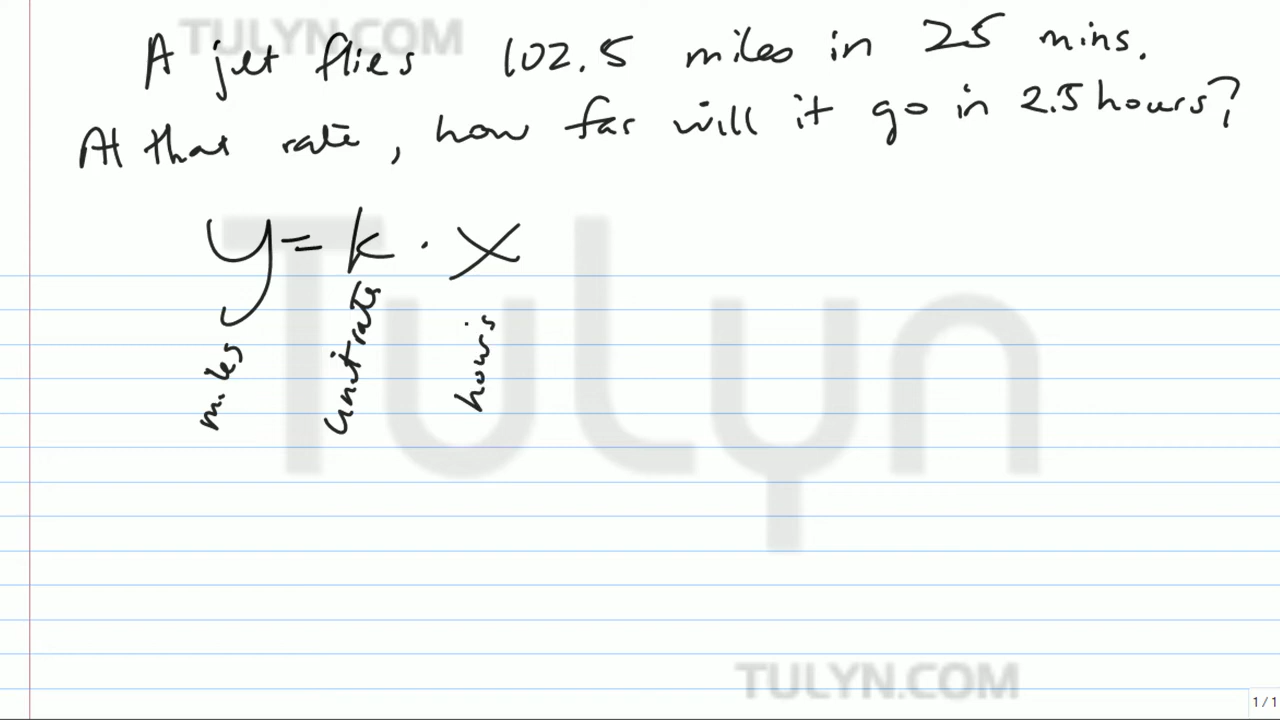 TULYN.COM
A jet flies 102.5 miles in 25 mins.
At that rate, how far will it go in 2.5 hours?
y = k · x
miles unit rate hours
Tulyn
TULYN.COM
1/1